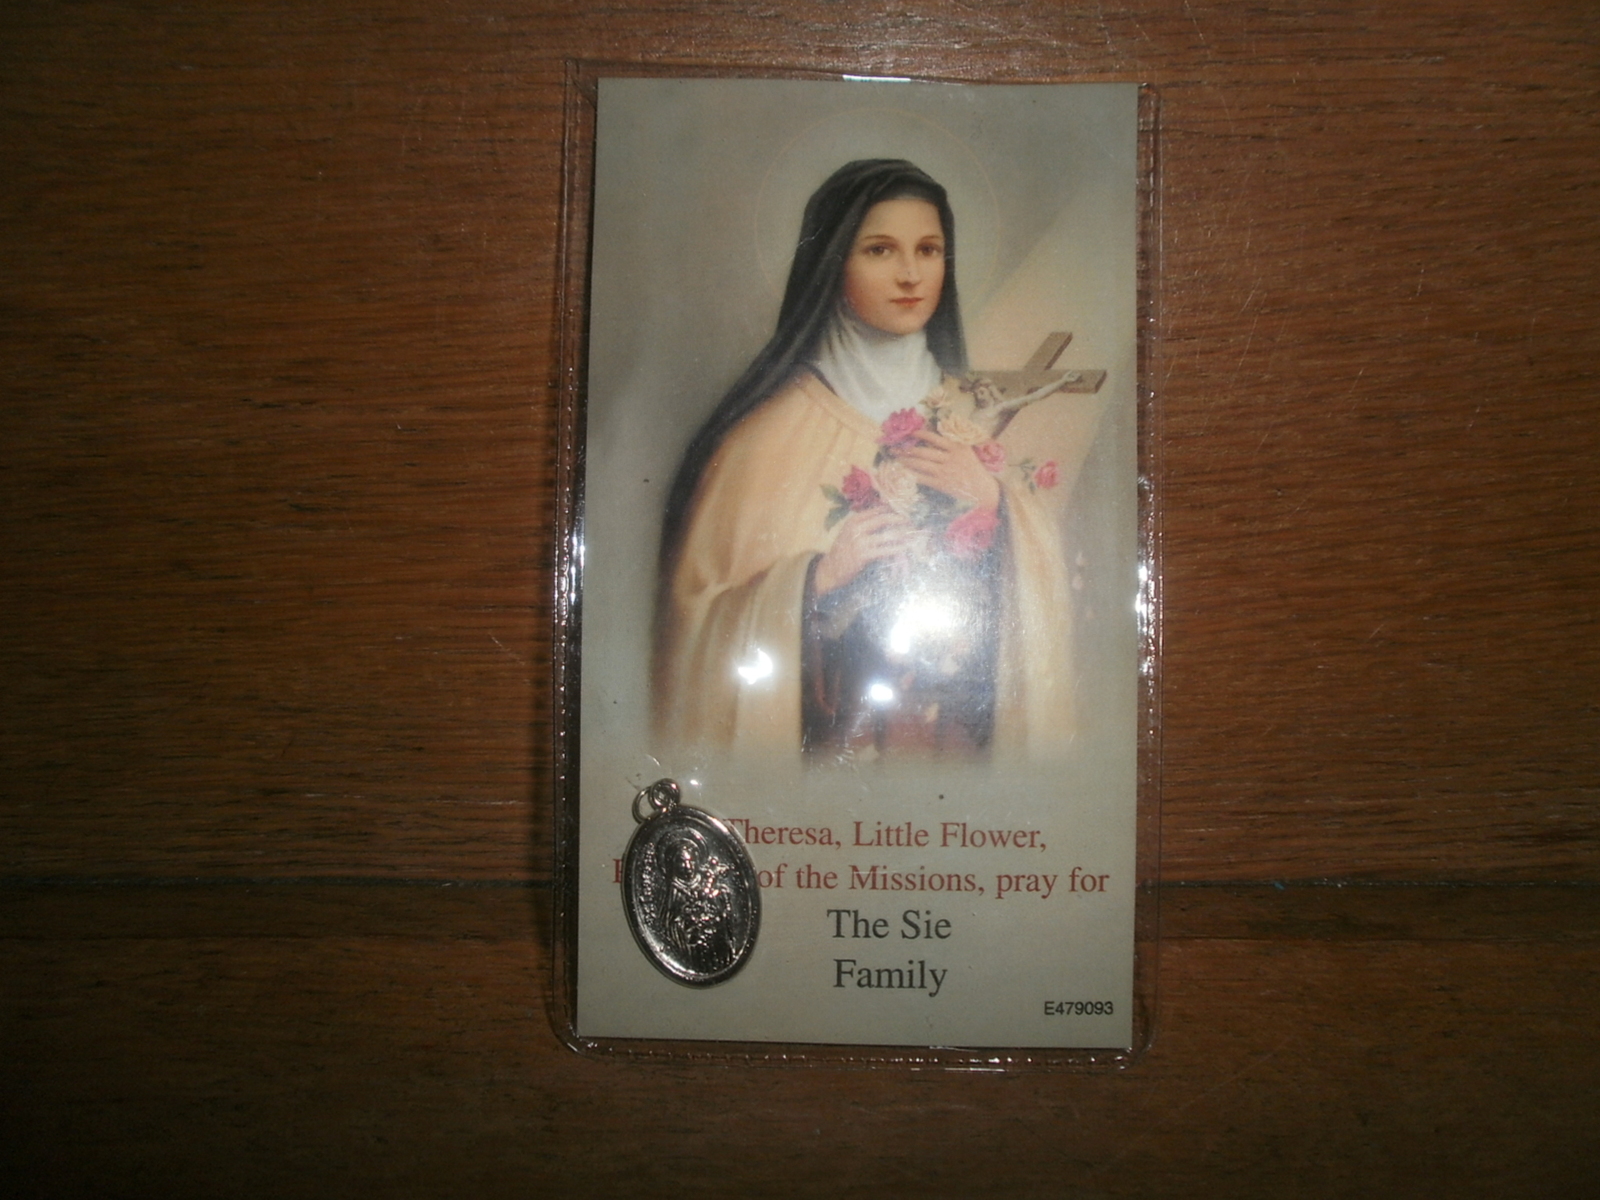 Theresa, Little Flower,
of the Missions, pray for
The Sie
Family
E479093